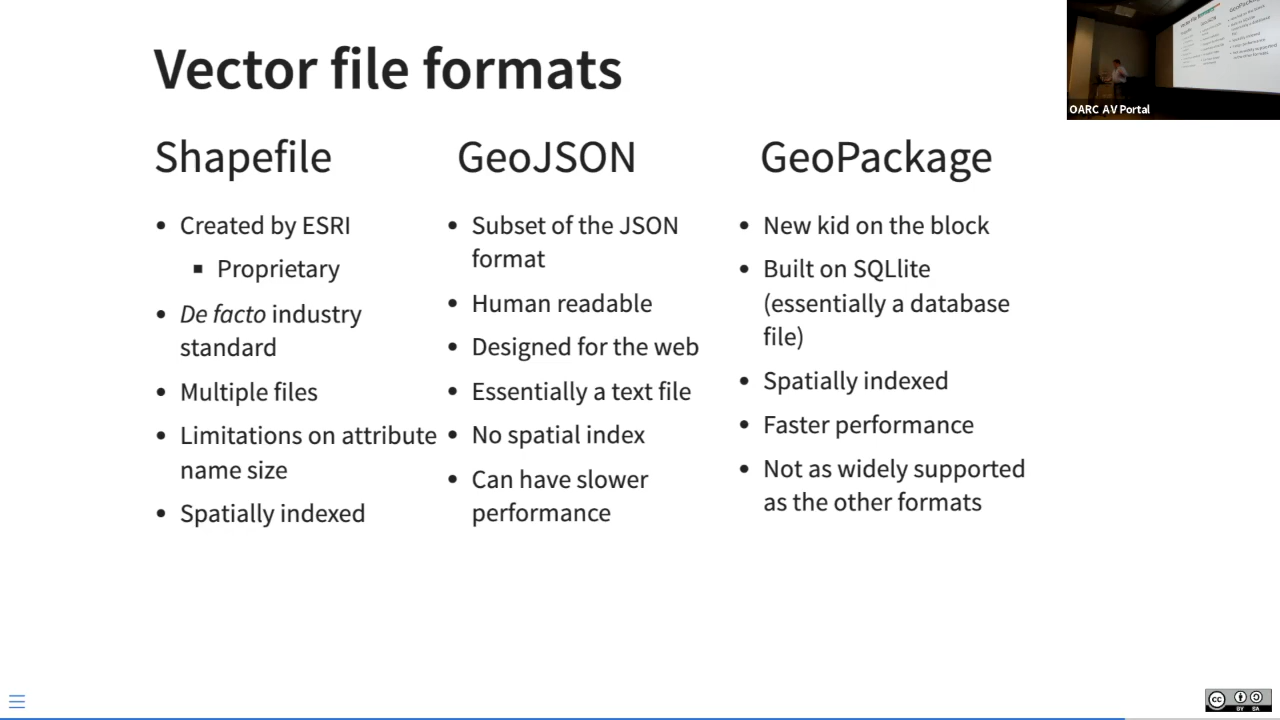 Vector file formats
Shapefile
Created by ESRI
Proprietary
De facto industry
standard
Multiple files
Limitations on attribute
name size
Spatially indexed
GeoJSON
Subset of the JSON
format
Human readable
Designed for the web
Essentially a text file
No spatial index
Can have slower
performance
GeoPackage
New kid on the block
Built on SQLlite
(essentially a database
file)
Spatially indexed
Faster performance
Not as widely supported
as the other formats
OARC AV Portal
cc
BY SA